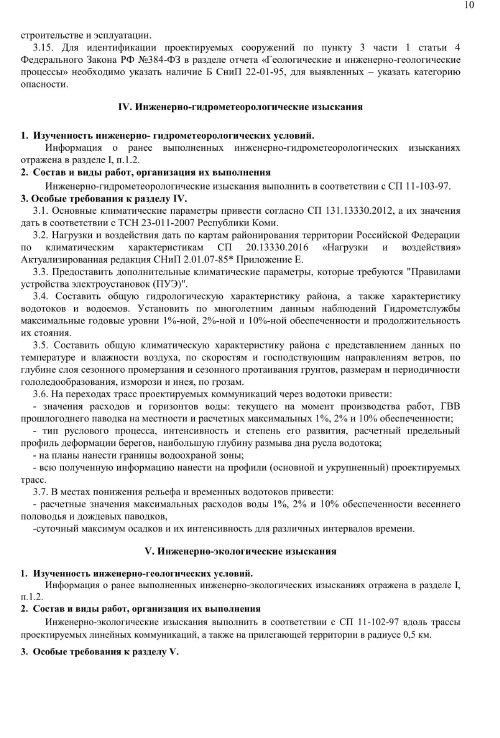 10
строительстве и эсплуатации.
3.15. Для идентификации проектируемых сооружений по пункту 3 части 1 статьи 4
Федерального Закона РФ №384-ФЗ в разделе отчета «Геологические и инженерно-геологические
процессы» необходимо указать наличие Б СниП 22-01-95, для выявленных – указать категорию
опасности.
IV. Инженерно-гидрометеорологические изыскания
1. Изученность инженерно- гидрометеорологических условий.
Информация о ранее выполненных инженерно-гидрометеорологических изысканиях
отражена в разделе I, п.1.2.
2. Состав и виды работ, организация их выполнения
Инженерно-гидрометеорологические изыскания выполнить в соответствии с СП 11-103-97.
3. Особые требования к разделу IV.
3.1. Основные климатические параметры привести согласно СП 131.13330.2012, а их значения
дать в соответствии с ТСН 23-011-2007 Республики Коми.
3.2. Нагрузки и воздействия дать по картам районирования территории Российской Федерации
по климатическим характеристикам СП 20.13330.2016 «Нагрузки и воздействия»
Актуализированная редакция СНиП 2.01.07-85* Приложение Е.
3.3. Предоставить дополнительные климатические параметры, которые требуются "Правилами
устройства электроустановок (ПУЭ)".
3.4. Составить общую гидрологическую характеристику района, а также характеристику
водотоков и водоемов. Установить по многолетним данным наблюдений Гидрометслужбы
максимальные годовые уровни 1%-ной, 2%-ной и 10%-ной обеспеченности и продолжительность
их стояния.
3.5. Составить общую климатическую характеристику района с представлением данных по
температуре и влажности воздуха, по скоростям и господствующим направлениям ветров, по
глубине слоя сезонного промерзания и сезонного протаивания грунтов, размерам и периодичности
гололедообразования, изморози и инея, по грозам.
3.6. На переходах трасс проектируемых коммуникаций через водотоки привести:
- значения расходов и горизонтов воды: текущего на момент производства работ, ГВВ
прошлогоднего паводка на местности и расчетных максимальных 1%, 2% и 10% обеспеченности;
- тип руслового процесса, интенсивность и степень его развития, расчетный предельный
профиль деформации берегов, наибольшую глубину размыва дна русла водотока;
- на планы нанести границы водоохраной зоны;
- всю полученную информацию нанести на профили (основной и укрупненный) проектируемых
трасс.
3.7. В местах понижения рельефа и временных водотоков привести:
- расчетные значения максимальных расходов воды 1%, 2% и 10% обеспеченности весеннего
половодья и дождевых паводков,
-суточный максимум осадков и их интенсивность для различных интервалов времени.
V. Инженерно-экологические изыскания
1. Изученность инженерно-геологических условий.
Информация о ранее выполненных инженерно-экологических изысканиях отражена в разделе I,
п.1.2.
2. Состав и виды работ, организация их выполнения
Инженерно-экологические изыскания выполнить в соответствии с СП 11-102-97 вдоль трассы
проектируемых линейных коммуникаций, а также на прилегающей территории в радиусе 0,5 км.
3. Особые требования к разделу V.